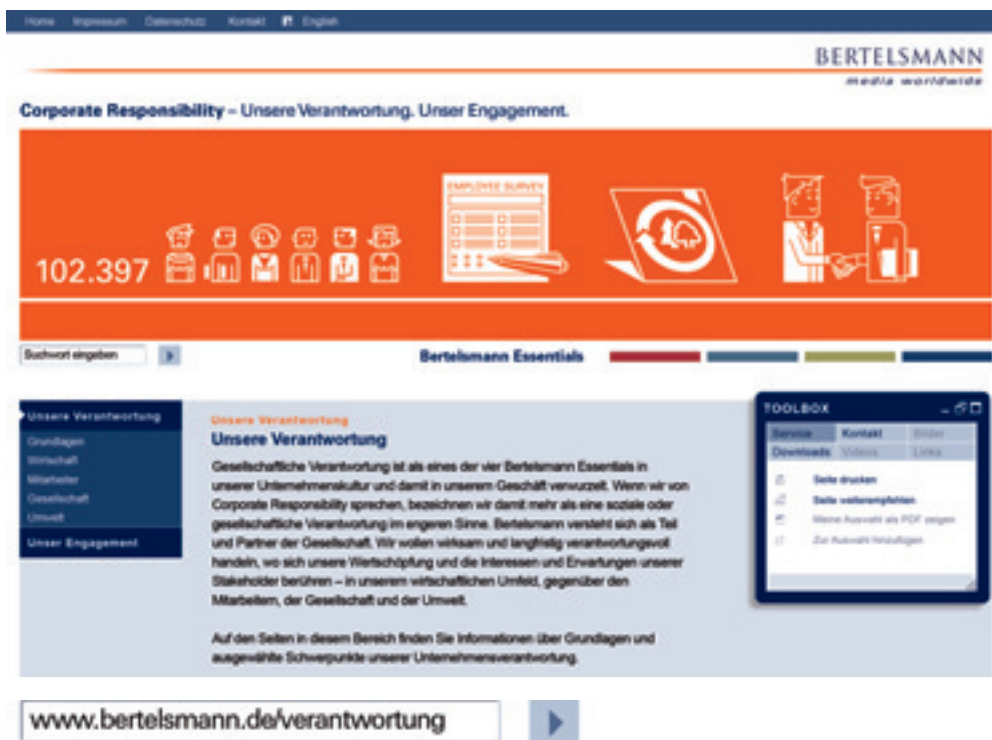 Home Impressum Datenschutz Kontakt English
BERTELSMANN
media worldwide
Corporate Responsibility – Unsere Verantwortung. Unser Engagement.
EMPLOYEE SURVEY
102.397
Suchwort eingeben
Bertelsmann Essentials
Unsere Verantwortung
Grundlagen
Wirtschaft
Mitarbeiter
Gesellschaft
Umwelt
Unser Engagement
Unsere Verantwortung
Unsere Verantwortung
Gesellschaftliche Verantwortung ist als eines der vier Bertelsmann Essentials in
unserer Unternehmenskultur und damit in unserem Geschäft verwurzelt. Wenn wir von
Corporate Responsibility sprechen, bezeichnen wir damit mehr als eine soziale oder
gesellschaftliche Verantwortung im engeren Sinne. Bertelsmann versteht sich als Teil
und Partner der Gesellschaft. Wir wollen wirksam und langfristig verantwortungsvoll
handeln, wo sich unsere Wertschöpfung und die Interessen und Erwartungen unserer
Stakeholder berühren – in unserem wirtschaftlichen Umfeld, gegenüber den
Mitarbeitern, der Gesellschaft und der Umwelt.
Auf den Seiten in diesem Bereich finden Sie Informationen über Grundlagen und
ausgewählte Schwerpunkte unserer Unternehmensverantwortung.
TOOLBOX
Service Kontakt Bilder
Downloads Videos Links
Seite drucken
Seite weiterempfehlen
Meine Auswahl als PDF zeigen
Zur Auswahl hinzufügen
www.bertelsmann.de/verantwortung